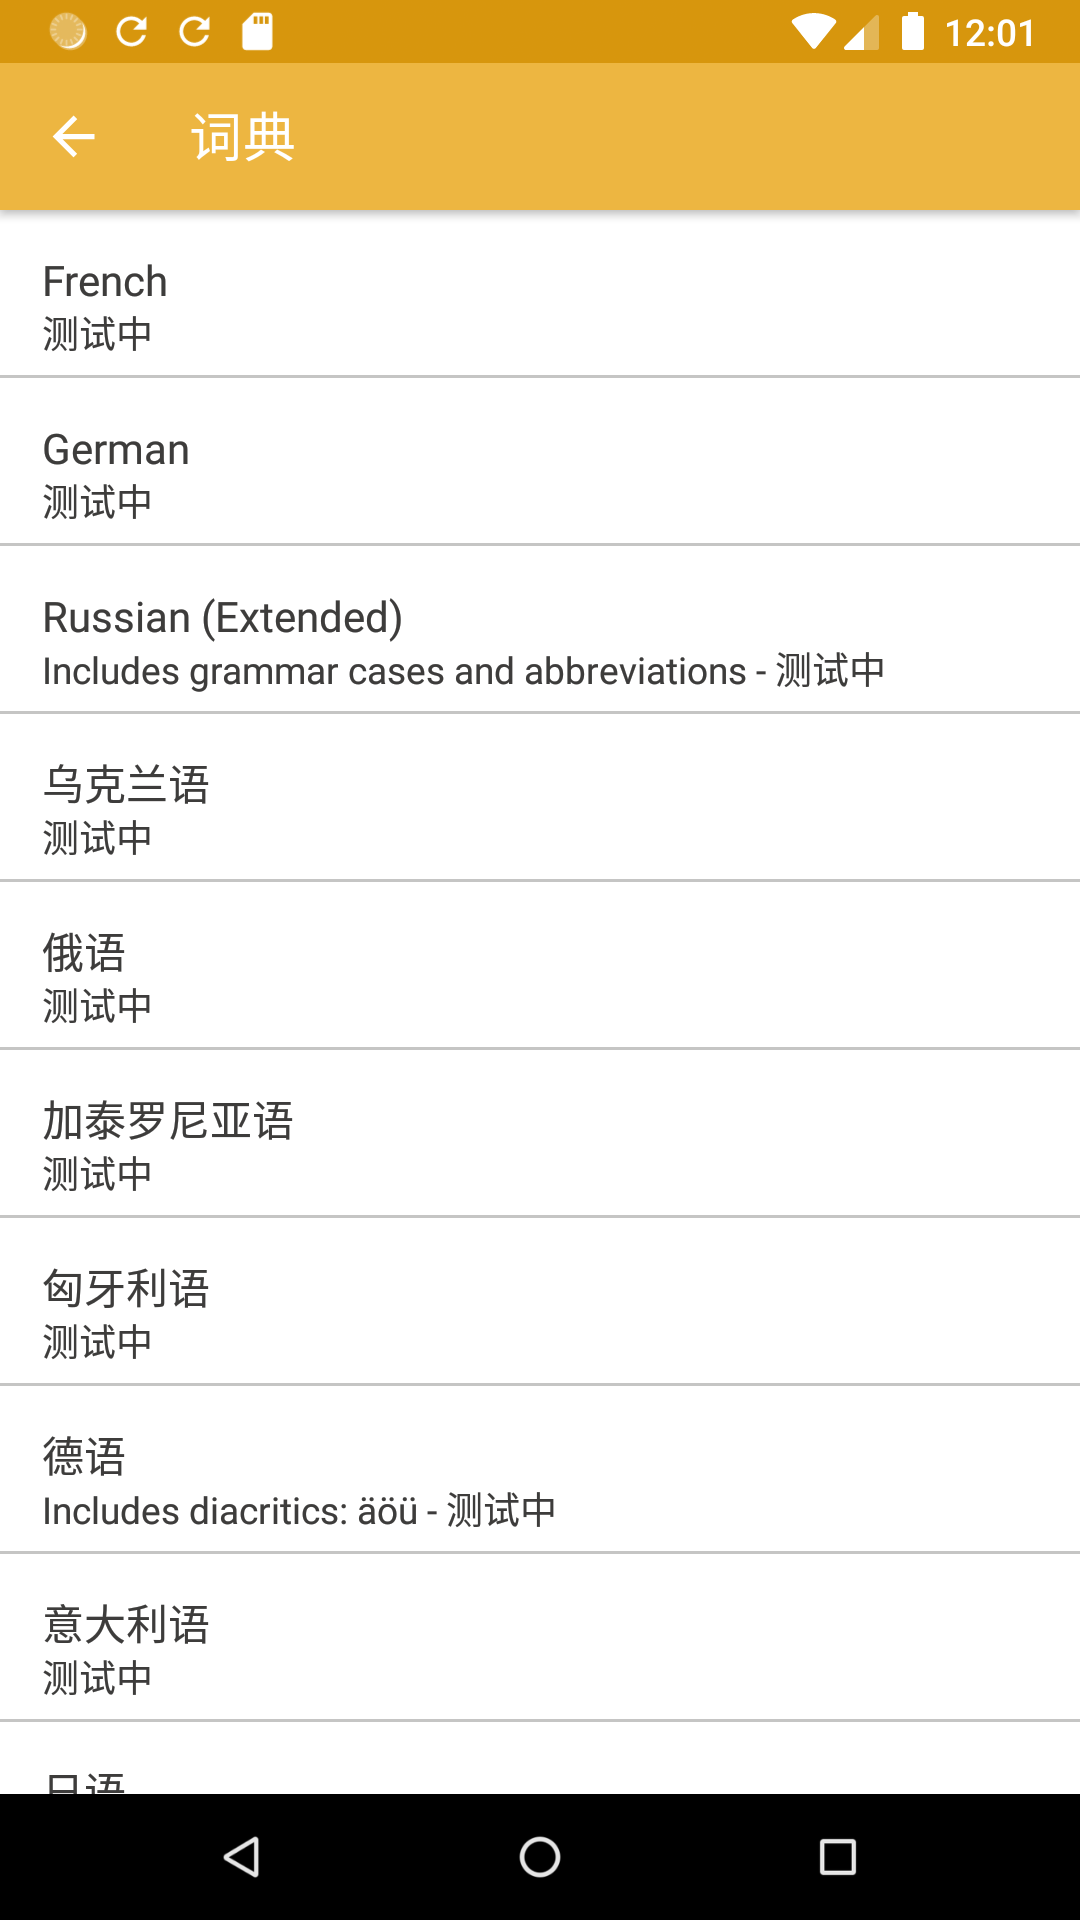 12:01
词典
French
测试中
German
测试中
Russian (Extended)
Includes grammar cases and abbreviations - 测试中
乌克兰语
测试中
俄语
测试中
加泰罗尼亚语
测试中
匈牙利语
测试中
德语
Includes diacritics: äöü - 测试中
意大利语
测试中
日语